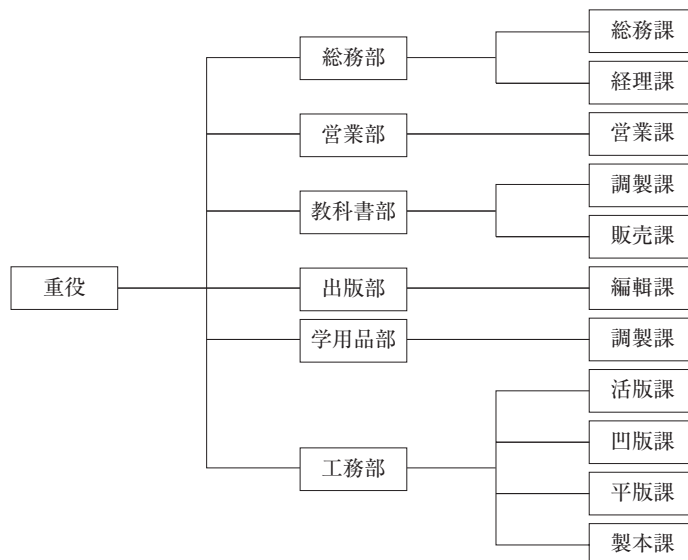 重役
総務部
総務課
経理課
営業部
営業課
教科書部
調製課
販売課
出版部
編輯課
学用品部
調製課
工務部
活版課
凹版課
平版課
製本課